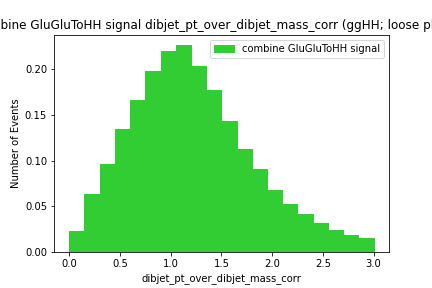 bine GluGluToHH signal dibjet_pt_over_dibjet_mass_corr (ggHH; loose p
combine GluGluToHH signal
Number of Events
0.20
0.15
0.10
0.05
0.00
0.0 0.5 1.0 1.5 2.0 2.5 3.0
dibjet_pt_over_dibjet_mass_corr